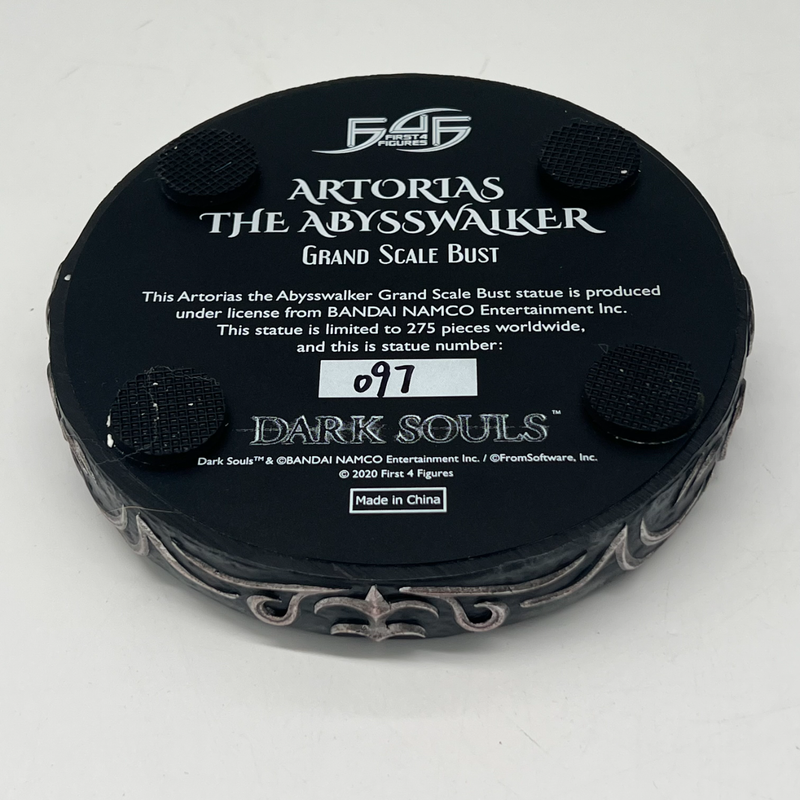 F4F
FIRST 4
FIGURES
ARTORIAS
THE ABYSSWALKER
GRAND SCALE BUST
This Artorias the Abysswalker Grand Scale Bust statue is produced
under license from BANDAI NAMCO Entertainment Inc.
This statue is limited to 275 pieces worldwide,
and this is statue number:
097
DARK SOULS™
Dark Souls™ & ©BANDAI NAMCO Entertainment Inc. / ©FromSoftware, Inc.
© 2020 First 4 Figures
Made in China